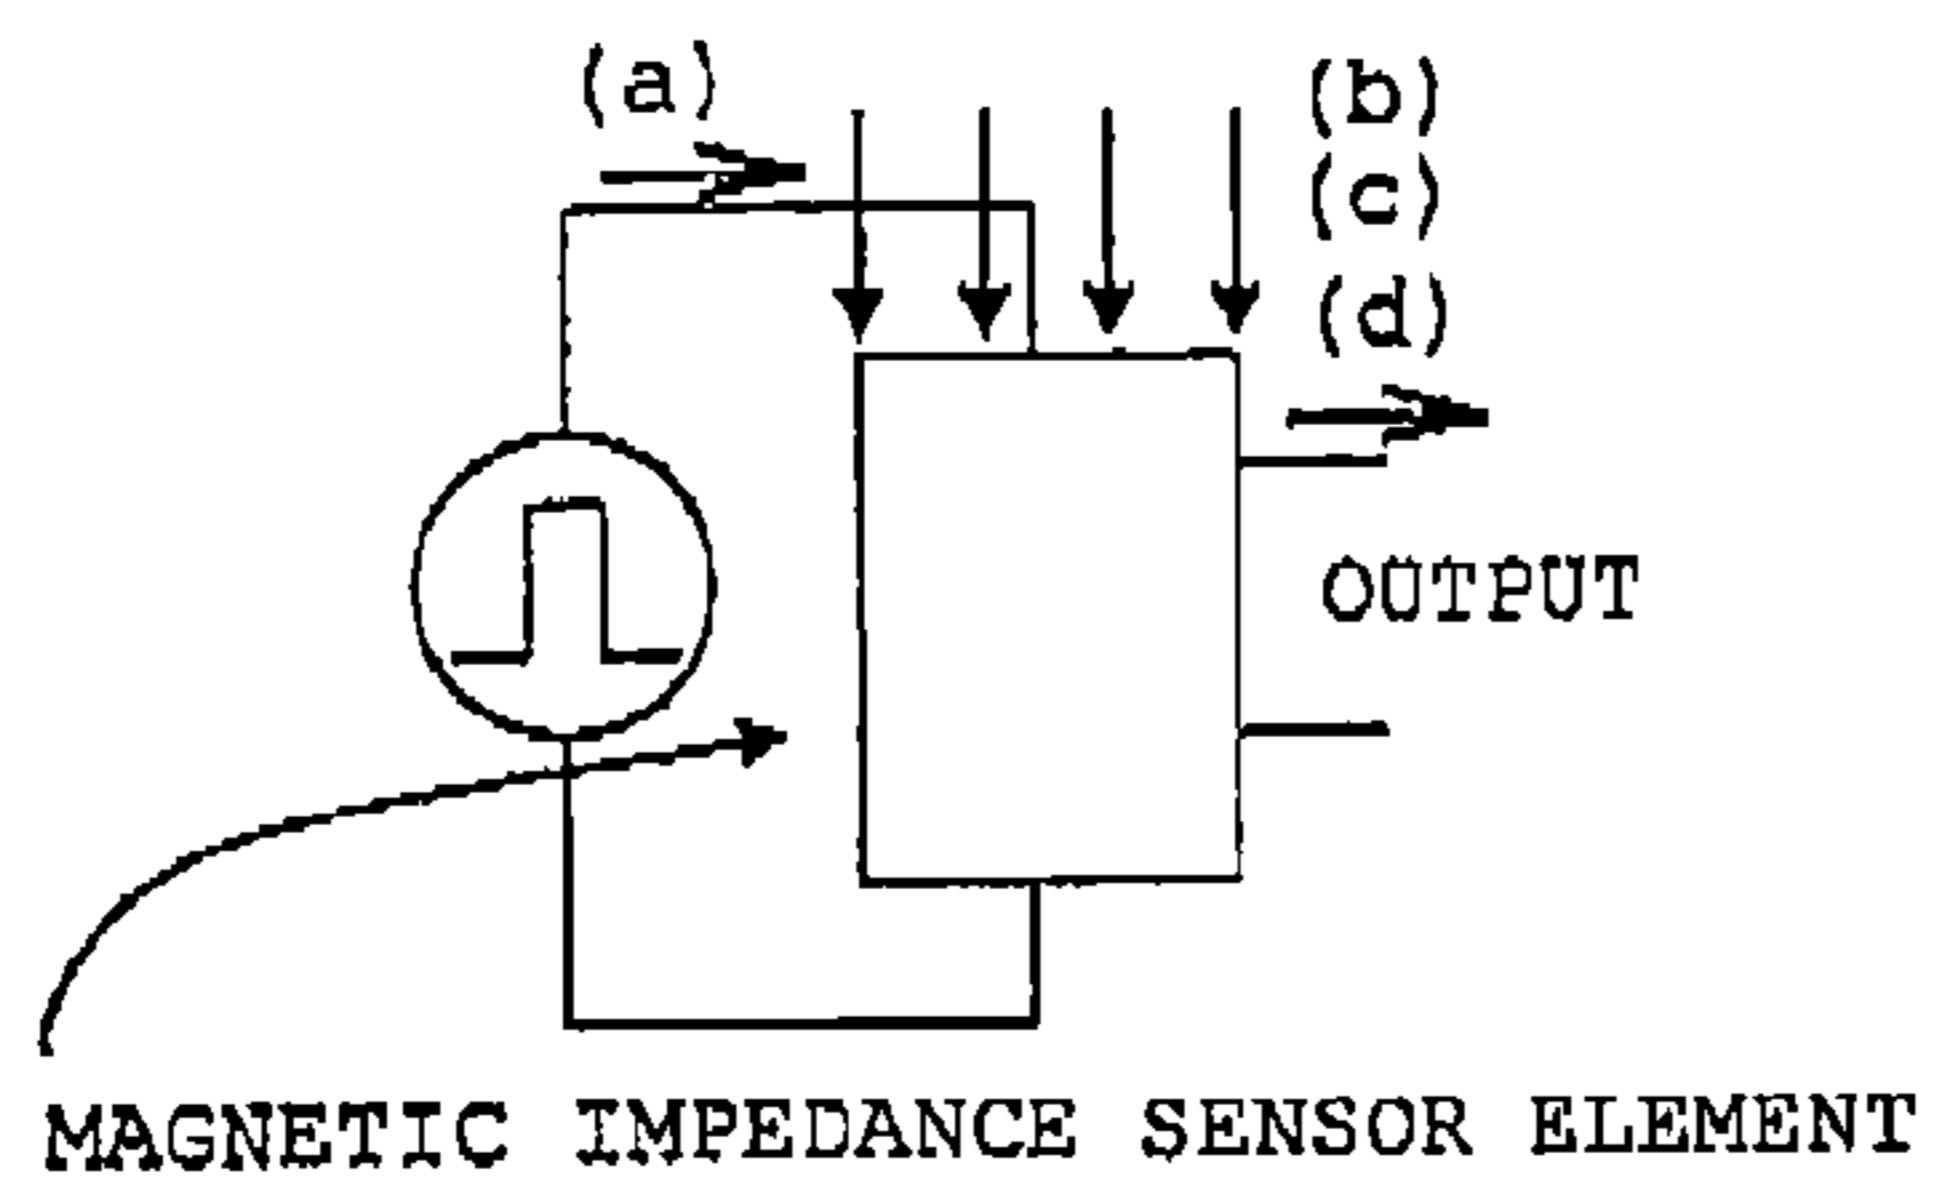 (a)
(b)
(c)
(d)
OUTPUT
MAGNETIC IMPEDANCE SENSOR ELEMENT